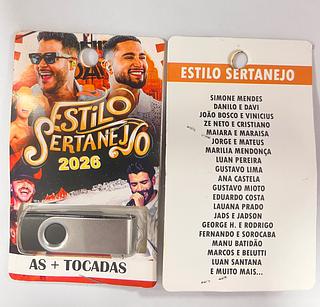 ESTILO
SERTANEJO
2026
AS + TOCADAS
ESTILO SERTANEJO
SIMONE MENDES
DANILO E DAVI
JOÃO BOSCO E VINICIUS
ZE NETO E CRISTIANO
MAIARA E MARAISA
JORGE E MATEUS
MARILIA MENDONÇA
LUAN PEREIRA
GUSTAVO LIMA
ANA CASTELA
GUSTAVO MIOTO
EDUARDO COSTA
LAUANA PRADO
JADS E JADSON
GEORGE H. E RODRIGO
FERNANDO E SOROCABA
MANU BATIDÃO
MARCOS E BELUTTI
LUAN SANTANA
E MUITO MAIS...